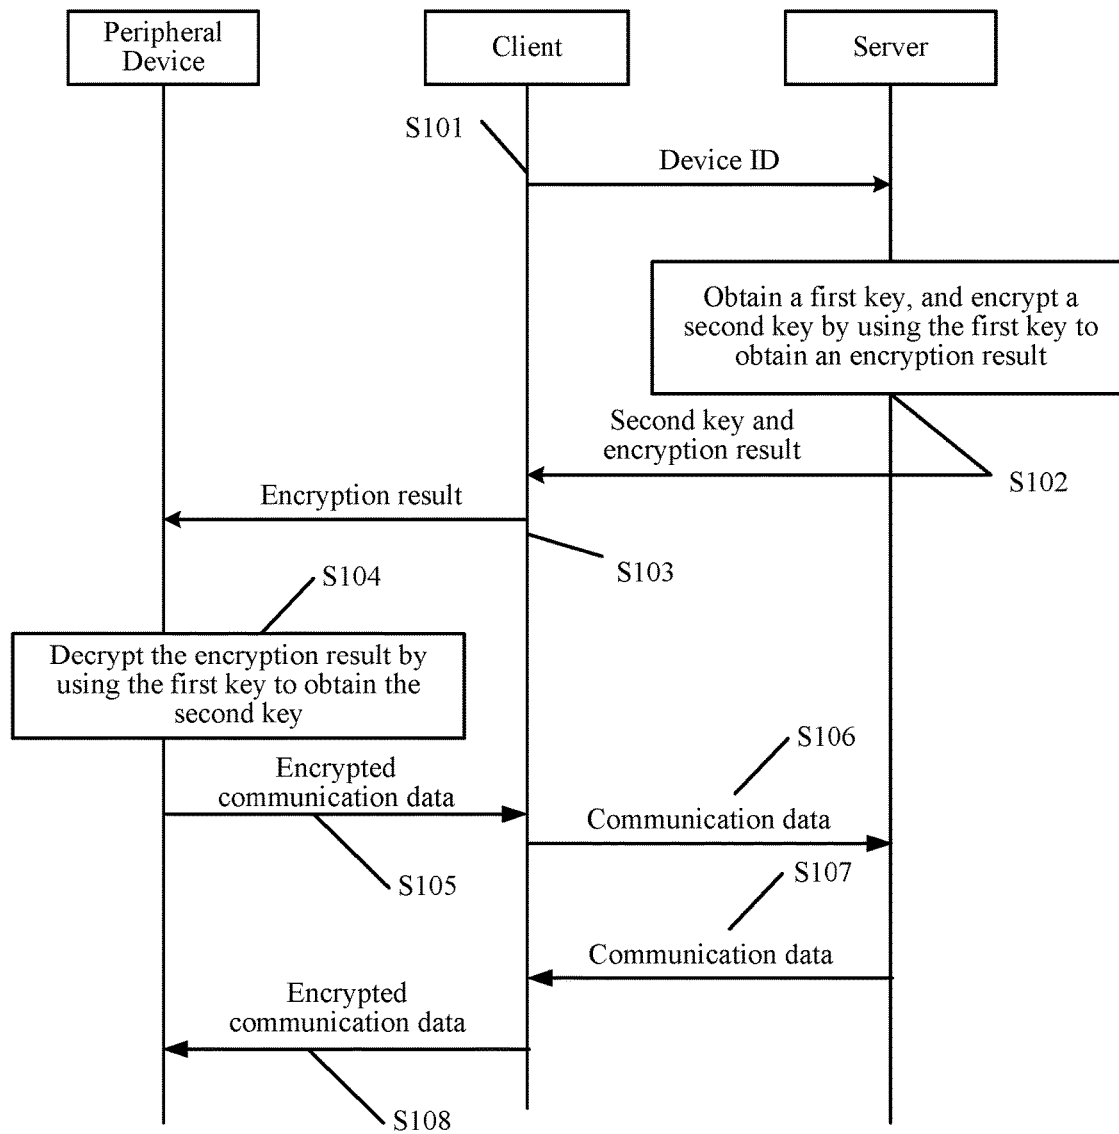 Peripheral
Device
Client
Server
S101
Device ID
Obtain a first key, and encrypt a
second key by using the first key to
obtain an encryption result
Second key and
encryption result
S102
Encryption result
S103
S104
Decrypt the encryption result by
using the first key to obtain the
second key
S106
Encrypted
communication data
Communication data
S105
S107
Communication data
Encrypted
communication data
S108